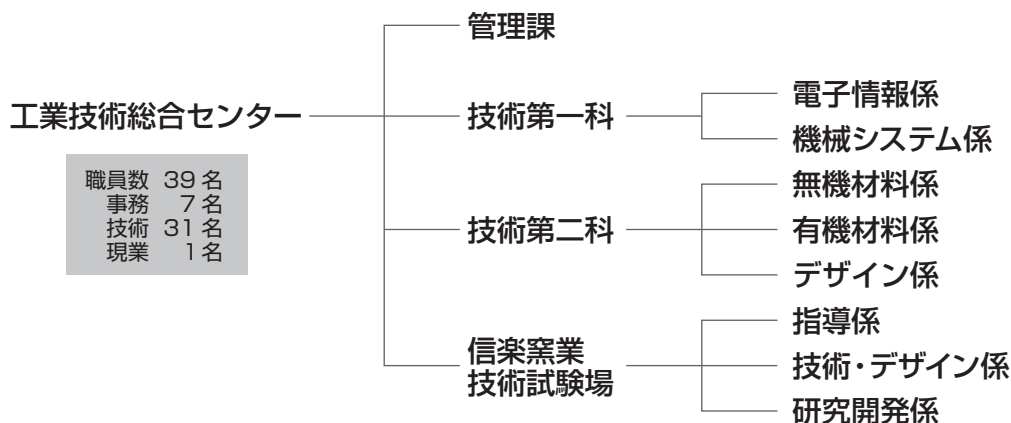 工業技術総合センター
職員数 39名
事務 7名
技術 31名
現業 1名
管理課
技術第一科
電子情報係
機械システム係
技術第二科
無機材料係
有機材料係
デザイン係
信楽窯業
技術試験場
指導係
技術・デザイン係
研究開発係